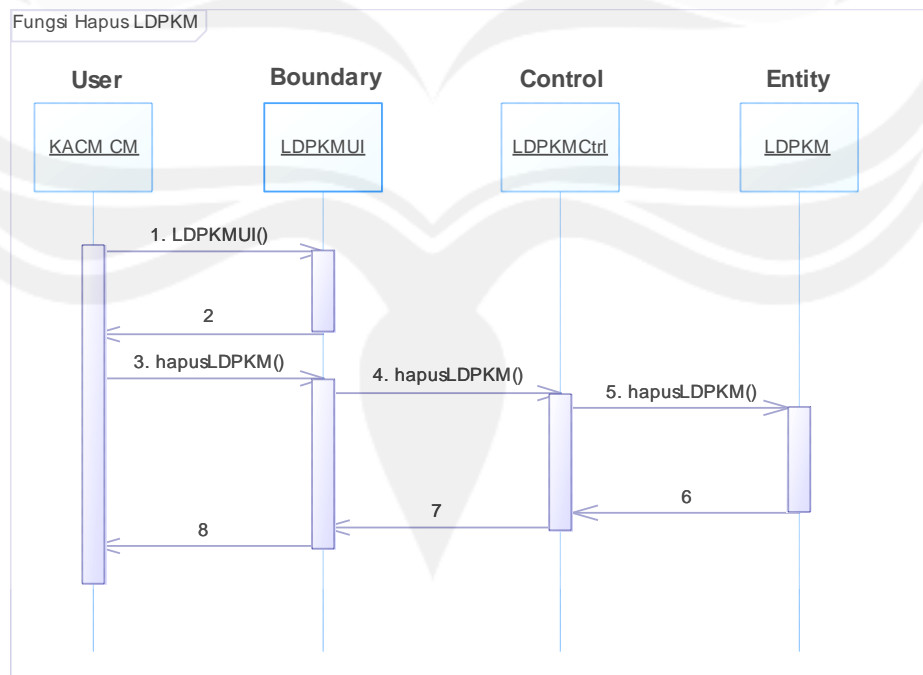 Fungsi Hapus LDPKM
User
Boundary
Control
Entity
KACM CM
LDPKMUI
LDPKMCtrl
LDPKM
1. LDPKMUI()
2
3. hapusLDPKM()
4. hapusLDPKM()
5. hapusLDPKM()
6
7
8